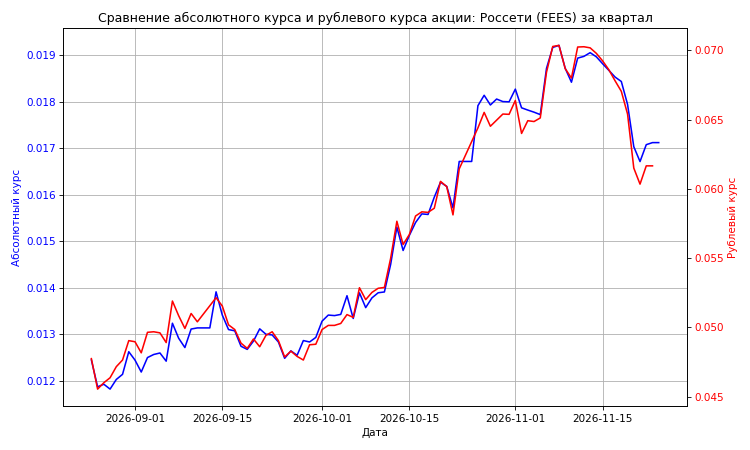 Сравнение абсолютного курса и рублевого курса акции: Россети (FEES) за квартал
0.019
0.018
0.017
0.016
0.015
0.014
0.013
0.012
Абсолютный курс
0.070
0.065
0.060
0.055
0.050
0.045
Рублевый курс
2026-09-01 2026-09-15 2026-10-01 2026-10-15 2026-11-01 2026-11-15
Дата